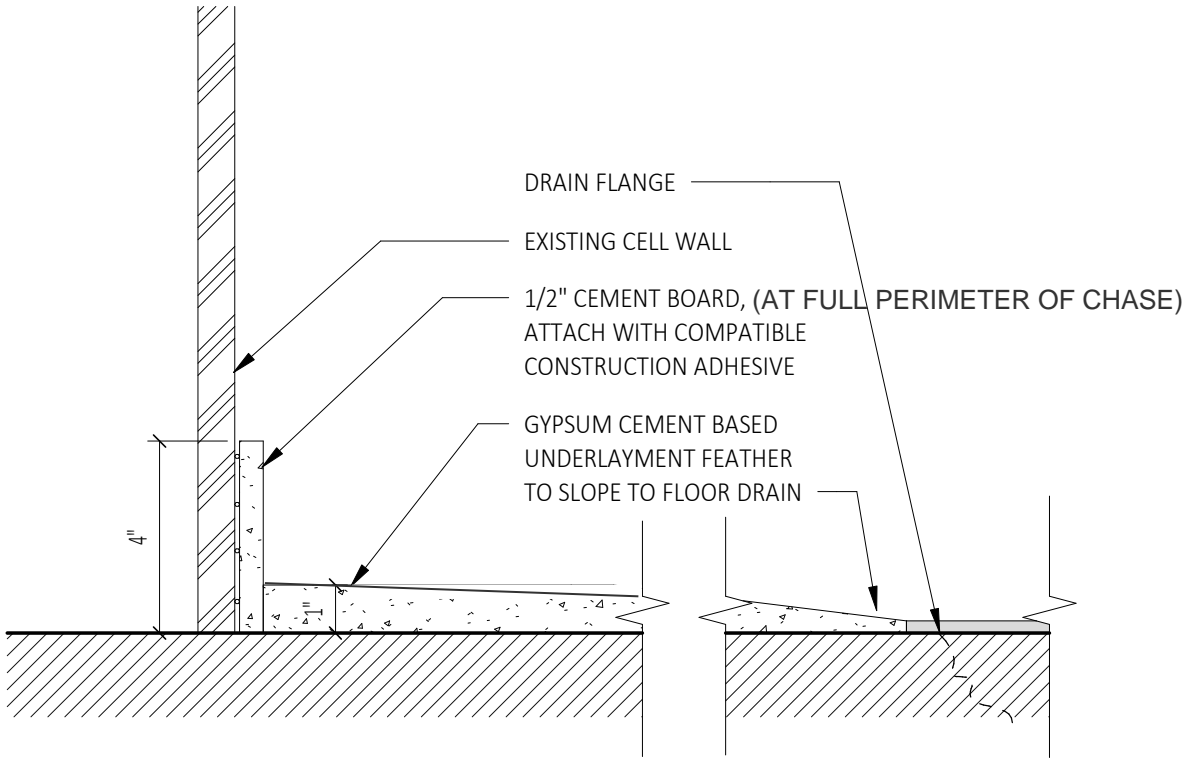 DRAIN FLANGE
EXISTING CELL WALL
1/2" CEMENT BOARD, (AT FULL PERIMETER OF CHASE)
ATTACH WITH COMPATIBLE
CONSTRUCTION ADHESIVE
GYPSUM CEMENT BASED
UNDERLAYMENT FEATHER
TO SLOPE TO FLOOR DRAIN
4"
1"